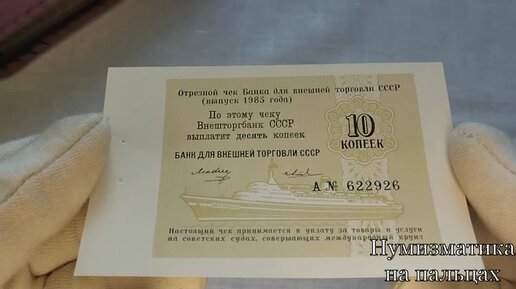 Отрезной чек Банка для внешней торговли СССР
(выпуск 1985 года)
По этому чеку
Внешторгбанк СССР
выплатит десять копеек
10
КОПЕЕК
БАНК ДЛЯ ВНЕШНЕЙ ТОРГОВЛИ СССР
А № 622926
Настоящий чек принимается в уплату за товары и услуги
на советских судах, совершающих международный круиз
Нумизматика
на пальцах